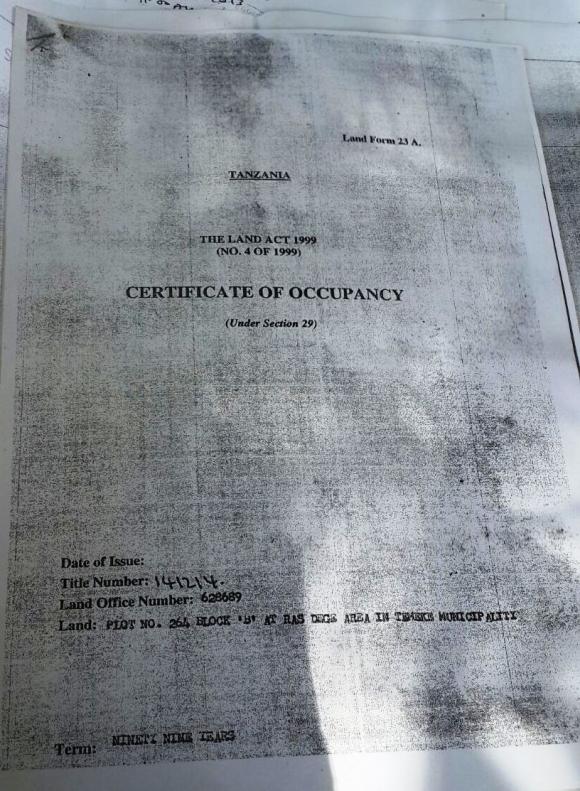 Land Form 23 A.
TANZANIA
THE LAND ACT 1999
(NO. 4 OF 1999)
CERTIFICATE OF OCCUPANCY
(Under Section 29)
Date of Issue:
Title Number: 141214.
Land Office Number: 628689
Land: PLOT NO. 264 BLOCK 'B' AT RAS DEGE AREA IN TEMEKE MUNICIPALITY
Term: NINETY NINE YEARS